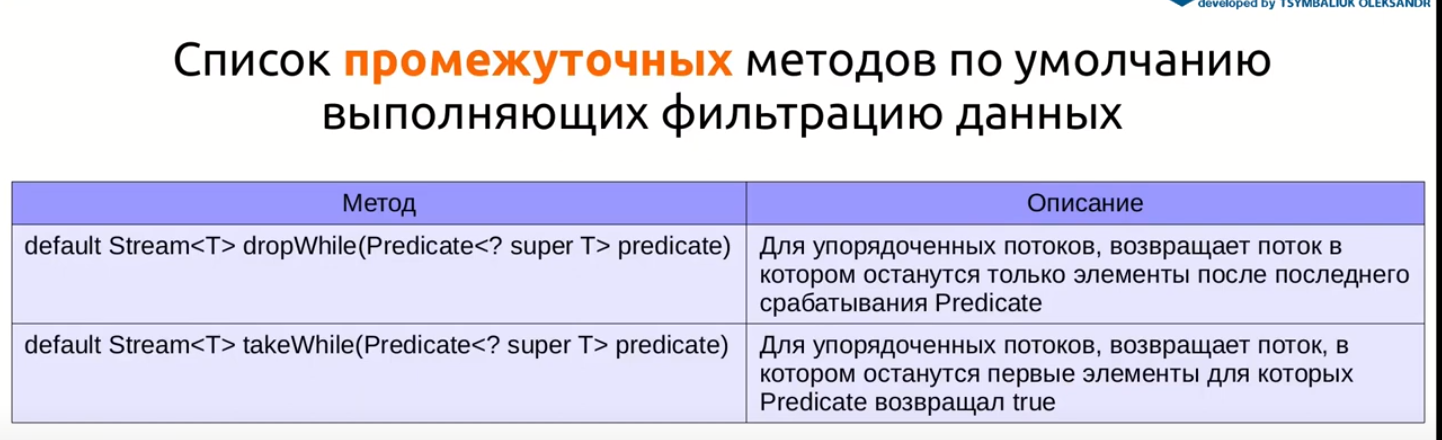 developed by TSYMBALIUK OLEKSANDR
Список промежуточных методов по умолчанию
выполняющих фильтрацию данных
Метод
Описание
default Stream<T> dropWhile(Predicate<? super T> predicate)
Для упорядоченных потоков, возвращает поток в
котором останутся только элементы после последнего
срабатывания Predicate
default Stream<T> takeWhile(Predicate<? super T> predicate)
Для упорядоченных потоков, возвращает поток, в
котором останутся первые элементы для которых
Predicate возвращал true